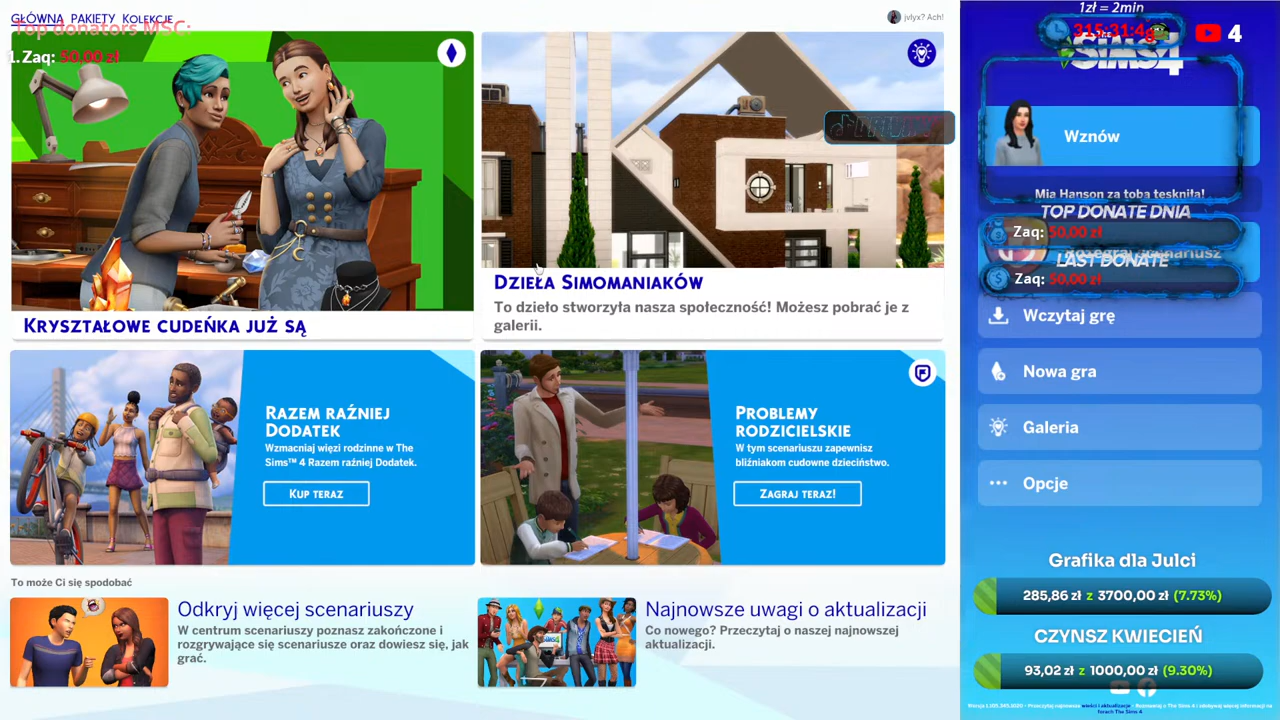 GŁÓWNA PAKIETY KOLEKCJE
jvlyx? Ach!
Top donators MSC:
1. Zaq: 50,00 zł
KRYSZTAŁOWE CUDEŃKA JUŻ SĄ
DZIEŁA SIMOMANIAKÓW
To dzieło stworzyła nasza społeczność! Możesz pobrać je z
galerii.
RAZEM RAŹNIEJ
DODATEK
Wzmacniaj więzi rodzinne w The
Sims™ 4 Razem raźniej Dodatek.
KUP TERAZ
PROBLEMY
RODZICIELSKIE
W tym scenariuszu zapewnisz
bliźniakom cudowne dzieciństwo.
ZAGRAJ TERAZ!
To może Ci się spodobać
Odkryj więcej scenariuszy
W centrum scenariuszy poznasz zakończone i
rozgrywające się scenariusze oraz dowiesz się, jak
grać.
Najnowsze uwagi o aktualizacji
Co nowego? Przeczytaj o naszej najnowszej
aktualizacji.
1zł = 2min
4
SIMS 4
Wznów
Mia Hanson za tobą tęskniła!
TOP DONATE DNIA
Zaq: 50,00 zł
scenariusz
LAST DONATE
Zaq: 50,00 zł
Wczytaj grę
Nowa gra
Galeria
Opcje
Grafika dla Julci
285,86 zł z 3700,00 zł (7.73%)
CZYNSZ KWIECIEŃ
93,02 zł z 1000,00 zł (9.30%)